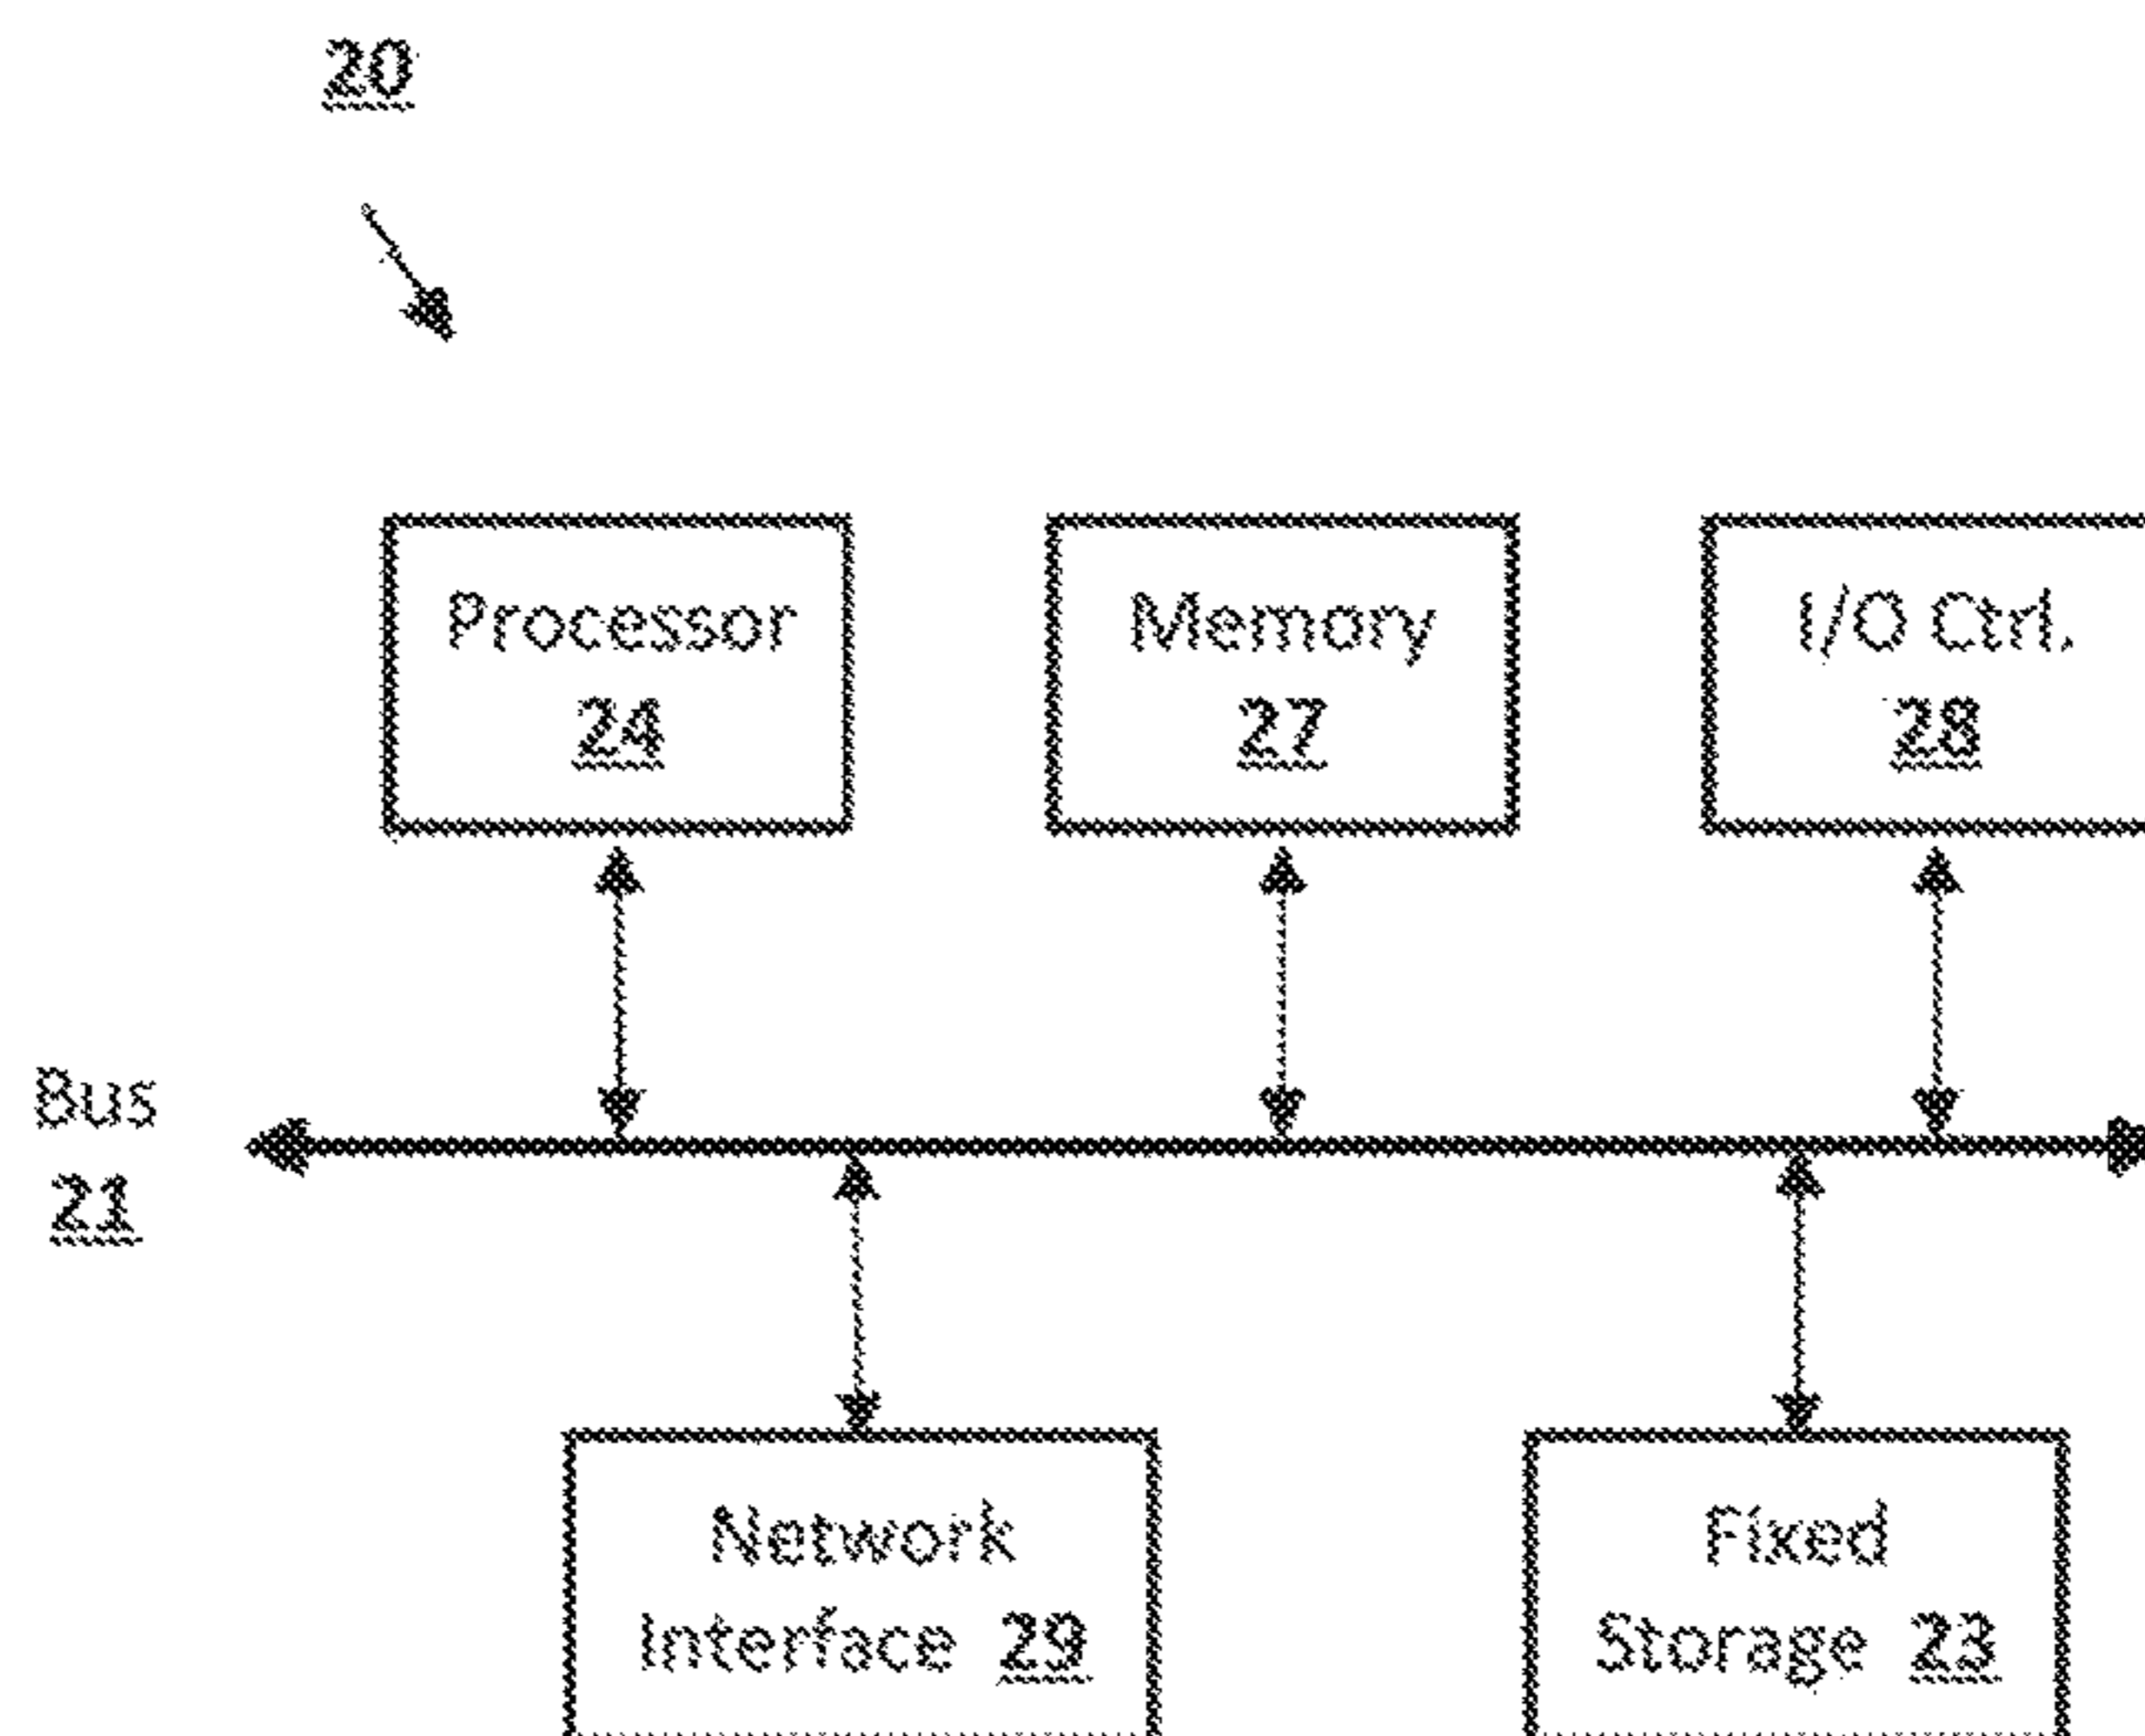 20
Processor
24
Memory
27
I/O Ctrl.
28
Bus
21
Network
Interface 29
Fixed
Storage 23